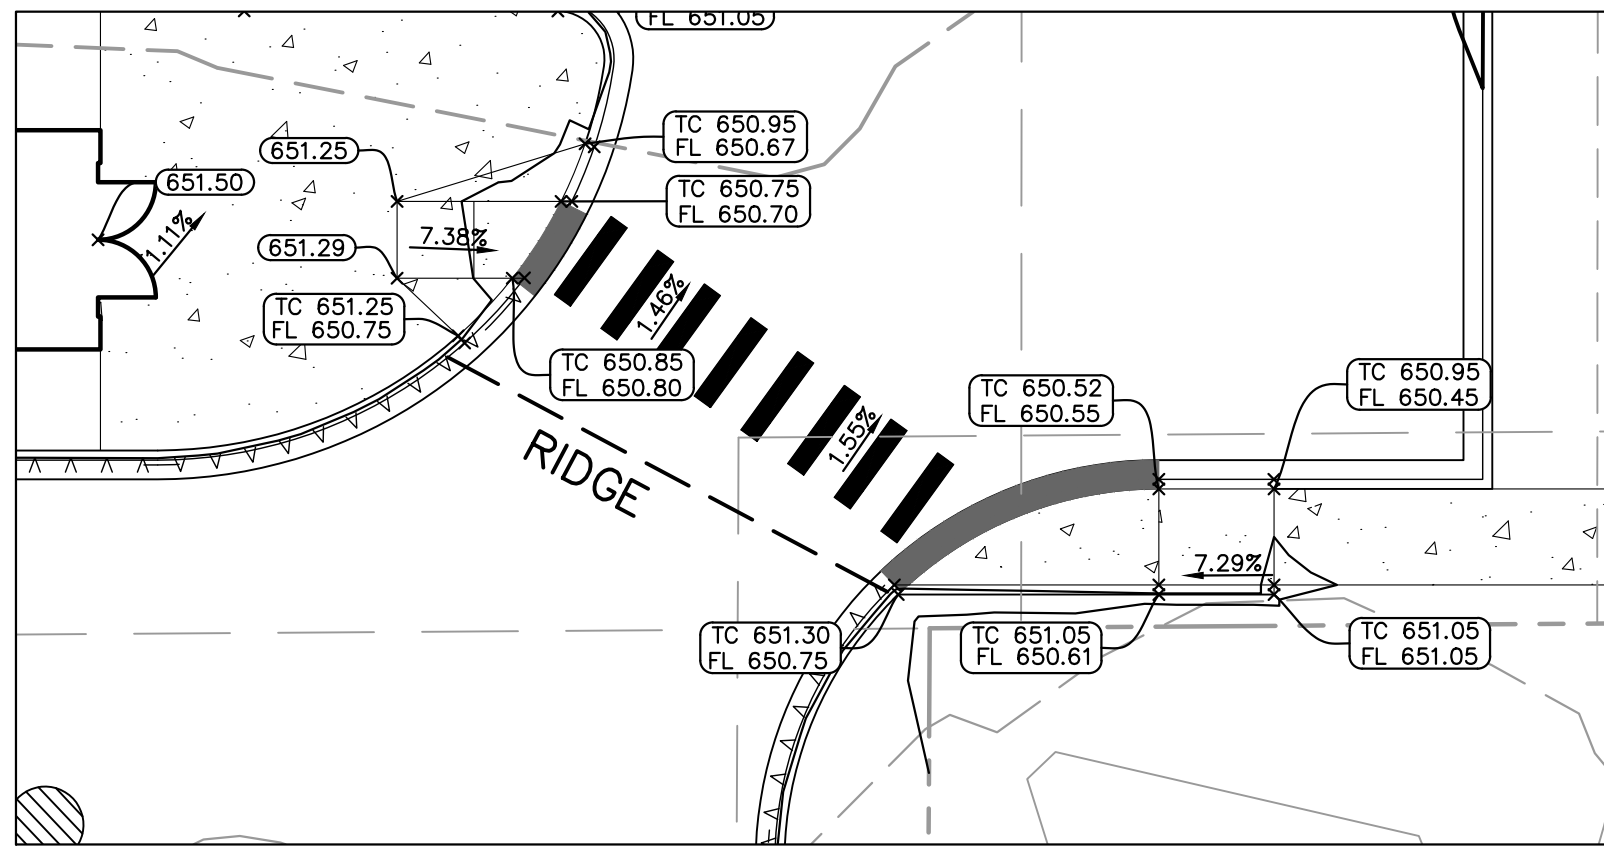 FL 651.05
TC 650.95
FL 650.67
651.25
651.50
TC 650.75
FL 650.70
1.11%
7.38%
651.29
TC 651.25
FL 650.75
1.46%
TC 650.85
FL 650.80
TC 650.52
FL 650.55
TC 650.95
FL 650.45
1.55%
RIDGE
7.29%
TC 651.30
FL 650.75
TC 651.05
FL 650.61
TC 651.05
FL 651.05